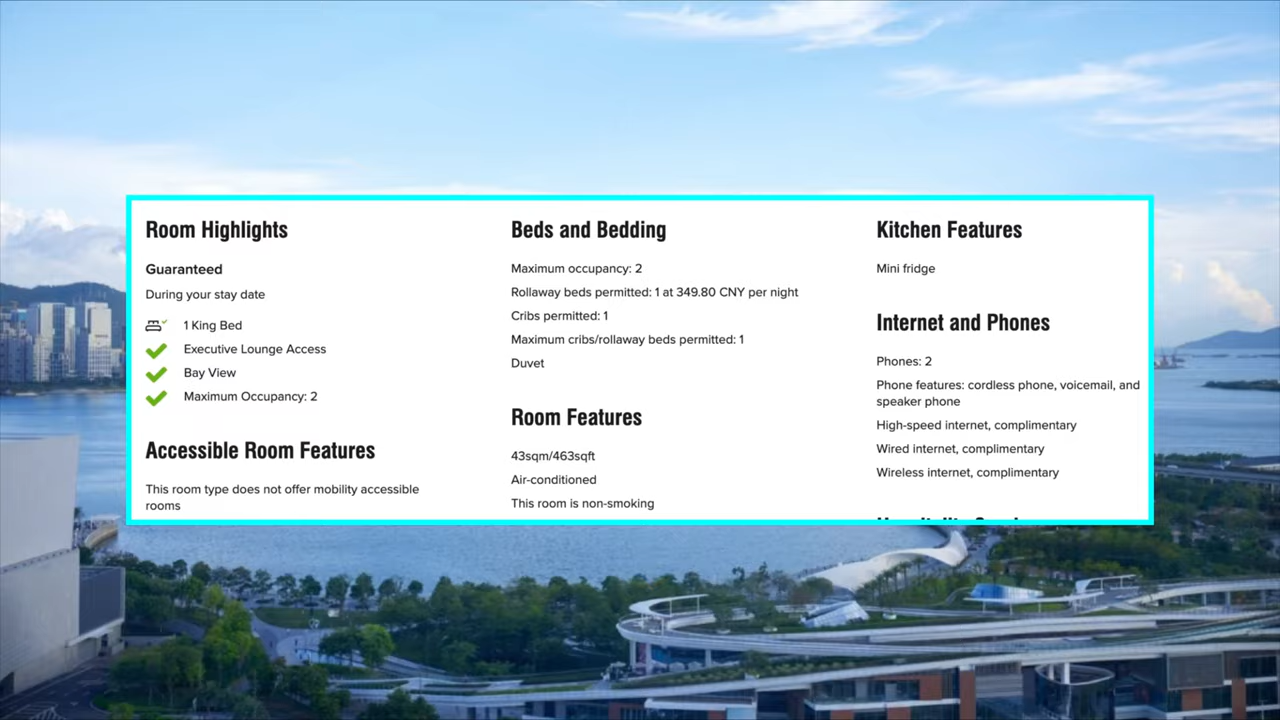 Room Highlights
Guaranteed
During your stay date
1 King Bed
Executive Lounge Access
Bay View
Maximum Occupancy: 2
Accessible Room Features
This room type does not offer mobility accessible
rooms
Beds and Bedding
Maximum occupancy: 2
Rollaway beds permitted: 1 at 349.80 CNY per night
Cribs permitted: 1
Maximum cribs/rollaway beds permitted: 1
Duvet
Room Features
43sqm/463sqft
Air-conditioned
This room is non-smoking
Kitchen Features
Mini fridge
Internet and Phones
Phones: 2
Phone features: cordless phone, voicemail, and
speaker phone
High-speed internet, complimentary
Wired internet, complimentary
Wireless internet, complimentary